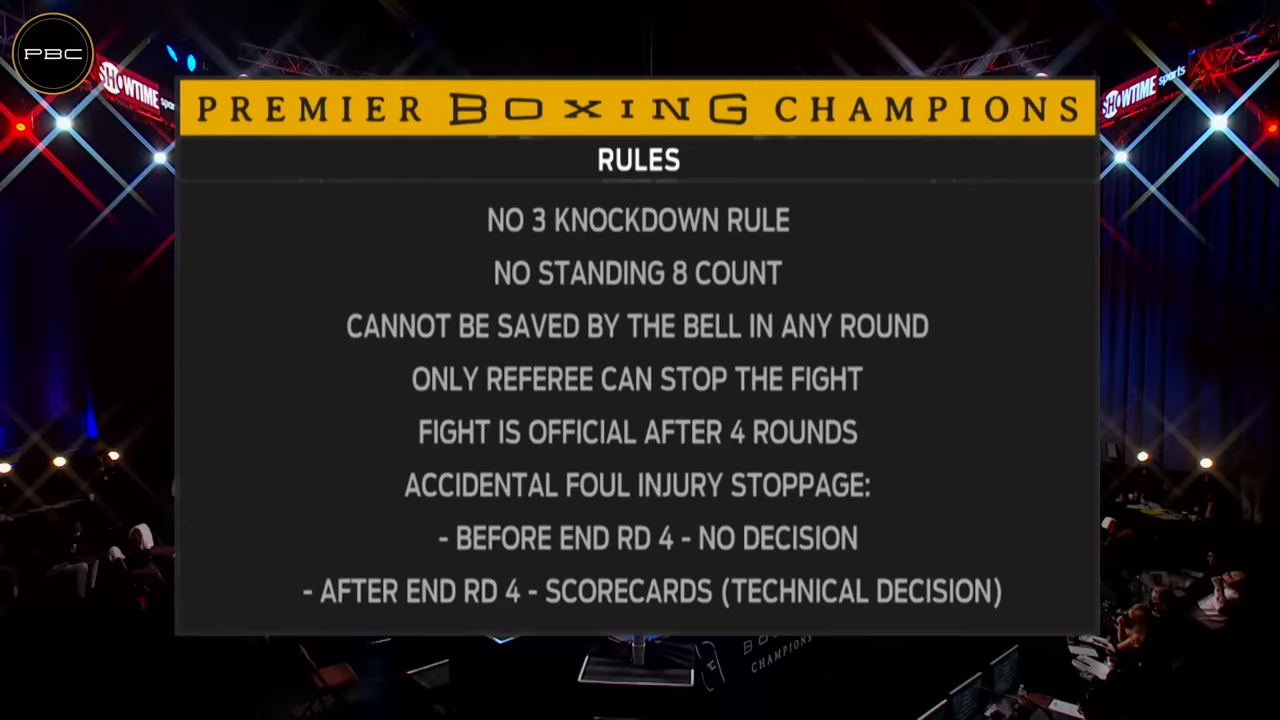 PBC
SHOWTIME sports
SHOWTIME sports
PREMIER BOXING CHAMPIONS
RULES
NO 3 KNOCKDOWN RULE
NO STANDING 8 COUNT
CANNOT BE SAVED BY THE BELL IN ANY ROUND
ONLY REFEREE CAN STOP THE FIGHT
FIGHT IS OFFICIAL AFTER 4 ROUNDS
ACCIDENTAL FOUL INJURY STOPPAGE:
- BEFORE END RD 4 - NO DECISION
- AFTER END RD 4 - SCORECARDS (TECHNICAL DECISION)
CHAMPIONS